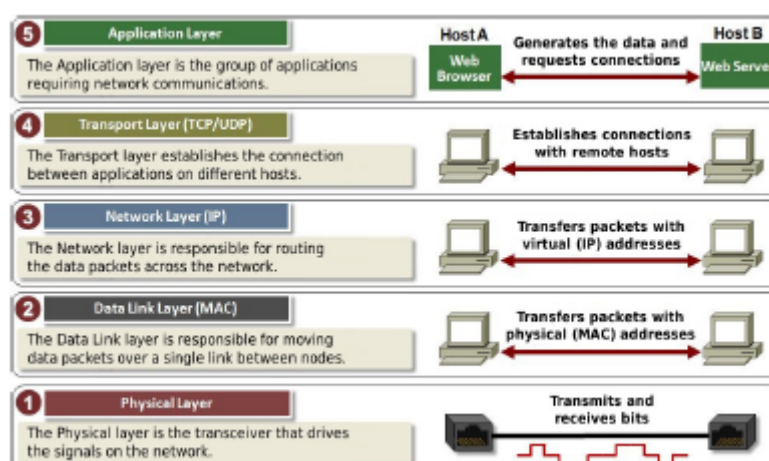 5 Application Layer
The Application layer is the group of applications
requiring network communications.
Host A
Web
Browser
Generates the data and
requests connections
Host B
Web Server
4 Transport Layer (TCP/UDP)
The Transport layer establishes the connection
between applications on different hosts.
Establishes connections
with remote hosts
3 Network Layer (IP)
The Network layer is responsible for routing
the data packets across the network.
Transfers packets with
virtual (IP) addresses
2 Data Link Layer (MAC)
The Data Link layer is responsible for moving
data packets over a single link between nodes.
Transfers packets with
physical (MAC) addresses
1 Physical Layer
The Physical layer is the transceiver that drives
the signals on the network.
Transmits and
receives bits